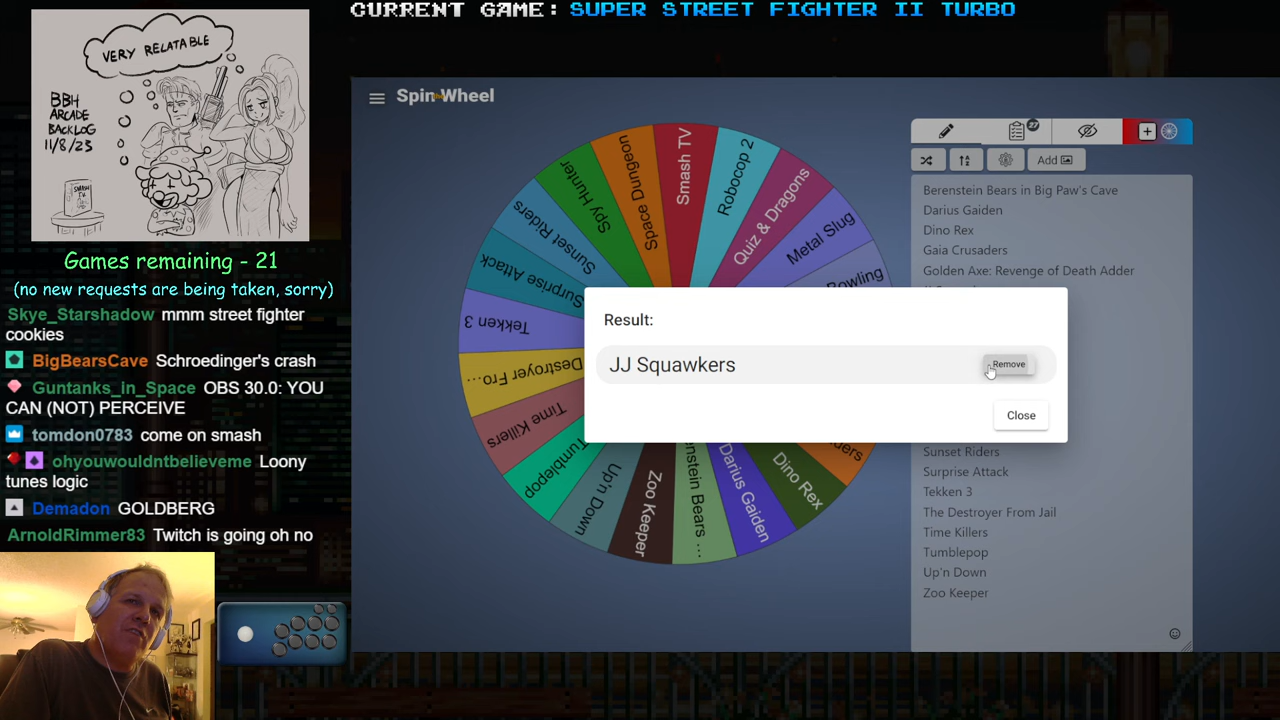 CURRENT GAME: SUPER STREET FIGHTER II TURBO
VERY RELATABLE
BBH
ARCADE
BACKLOG
11/8/23
SMASH
TV
Games remaining - 21
(no new requests are being taken, sorry)
Skye_Starshadow mmm street fighter
cookies
BigBearsCave Schroedinger's crash
Guntanks_in_Space OBS 30.0: YOU
CAN (NOT) PERCEIVE
tomdon0783 come on smash
ohyouwouldntbelieveme Loony
tunes logic
Demadon GOLDBERG
ArnoldRimmer83 Twitch is going oh no
Spin the Wheel
Spy Hunter
Space Dungeon
Smash TV
Robocop 2
Quiz & Dragons
Metal Slug
Bowling
Sunset Riders
Surprise Attack
Tekken 3
Destroyer Fro...
Time Killers
Tumblepop
Up'n Down
Zoo Keeper
enstein Bears ...
Darius Gaiden
Dino Rex
ders
Result:
JJ Squawkers
Remove
Close
22
Add
Berenstein Bears in Big Paw's Cave
Darius Gaiden
Dino Rex
Gaia Crusaders
Golden Axe: Revenge of Death Adder
Sunset Riders
Surprise Attack
Tekken 3
The Destroyer From Jail
Time Killers
Tumblepop
Up'n Down
Zoo Keeper